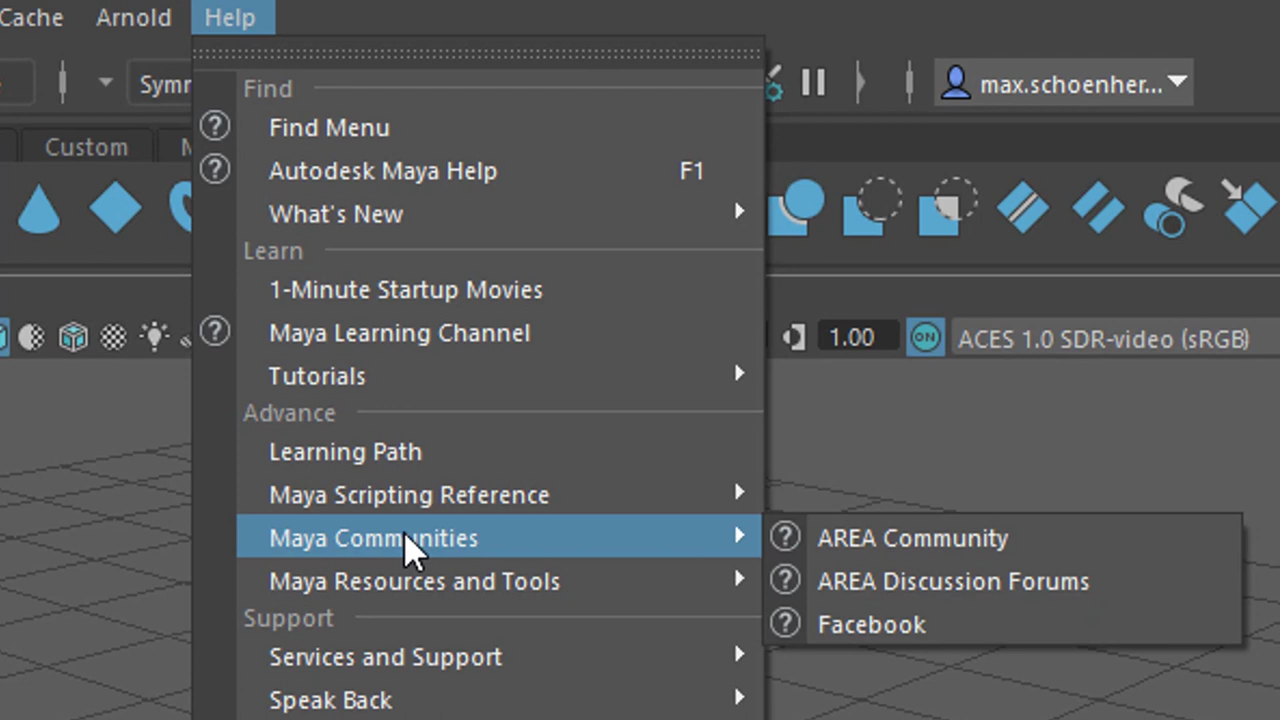 Cache Arnold Help
Symm
max.schoenher...
Find
Find Menu
Autodesk Maya Help F1
What's New
Custom
Learn
1-Minute Startup Movies
Maya Learning Channel
1.00
ON
ACES 1.0 SDR-video (sRGB)
Tutorials
Advance
Learning Path
Maya Scripting Reference
Maya Communities
AREA Community
Maya Resources and Tools
AREA Discussion Forums
Support
Facebook
Services and Support
Speak Back